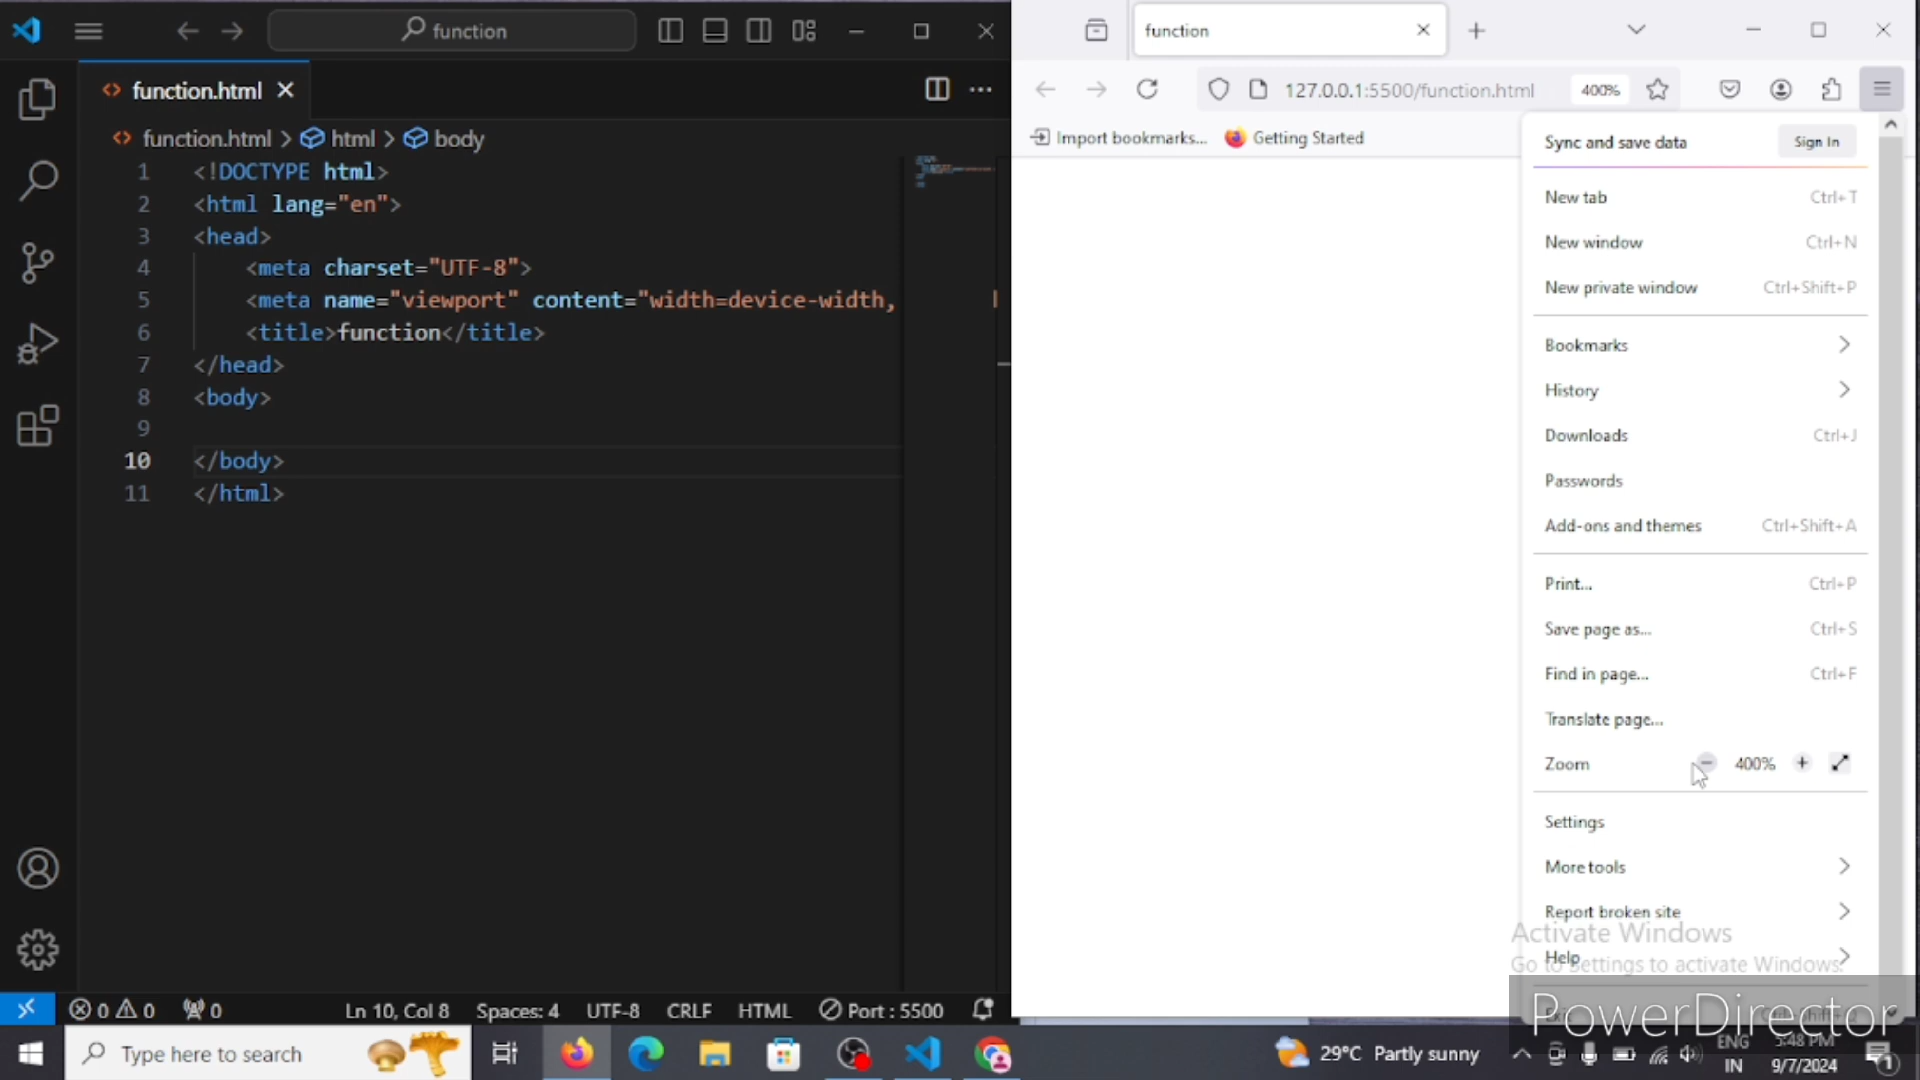 function
function.html
function.html > html > body
1 <!DOCTYPE html>
2 <html lang="en">
3 <head>
4 <meta charset="UTF-8">
5 <meta name="viewport" content="width=device-width,
6 <title>function</title>
7 </head>
8 <body>
9
10 </body>
11 </html>
0 0 0 Ln 10, Col 8 Spaces: 4 UTF-8 CRLF HTML Port : 5500
function
127.0.0.1:5500/function.html 400%
Import bookmarks... Getting Started
Sync and save data Sign In
New tab Ctrl+T
New window Ctrl+N
New private window Ctrl+Shift+P
Bookmarks
History
Downloads Ctrl+J
Passwords
Add-ons and themes Ctrl+Shift+A
Print... Ctrl+P
Save page as... Ctrl+S
Find in page... Ctrl+F
Translate page...
Zoom 400%
Settings
More tools
Report broken site
Help
Activate Windows
Go to Settings to activate Windows.
PowerDirector
Type here to search
29°C Partly sunny
ENG
IN
5:48 PM
9/7/2024
1